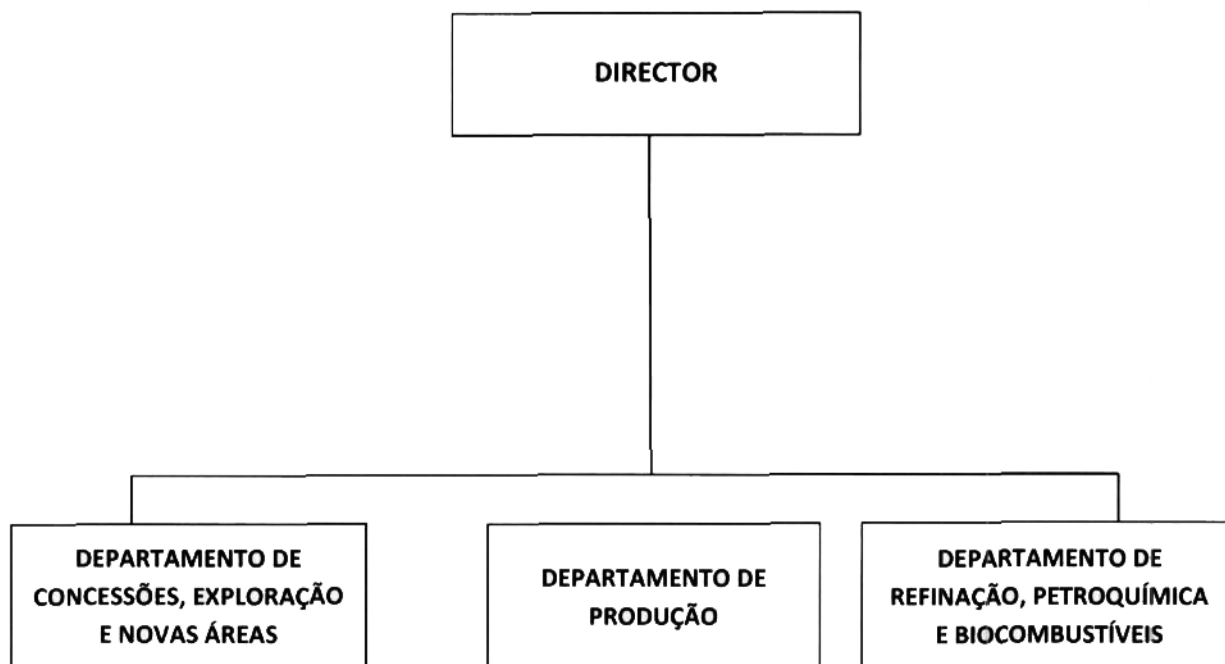 DIRECTOR
DEPARTAMENTO DE
CONCESSÕES, EXPLORAÇÃO
E NOVAS ÁREAS
DEPARTAMENTO DE
PRODUÇÃO
DEPARTAMENTO DE
REFINAÇÃO, PETROQUÍMICA
E BIOCOMBUSTÍVEIS